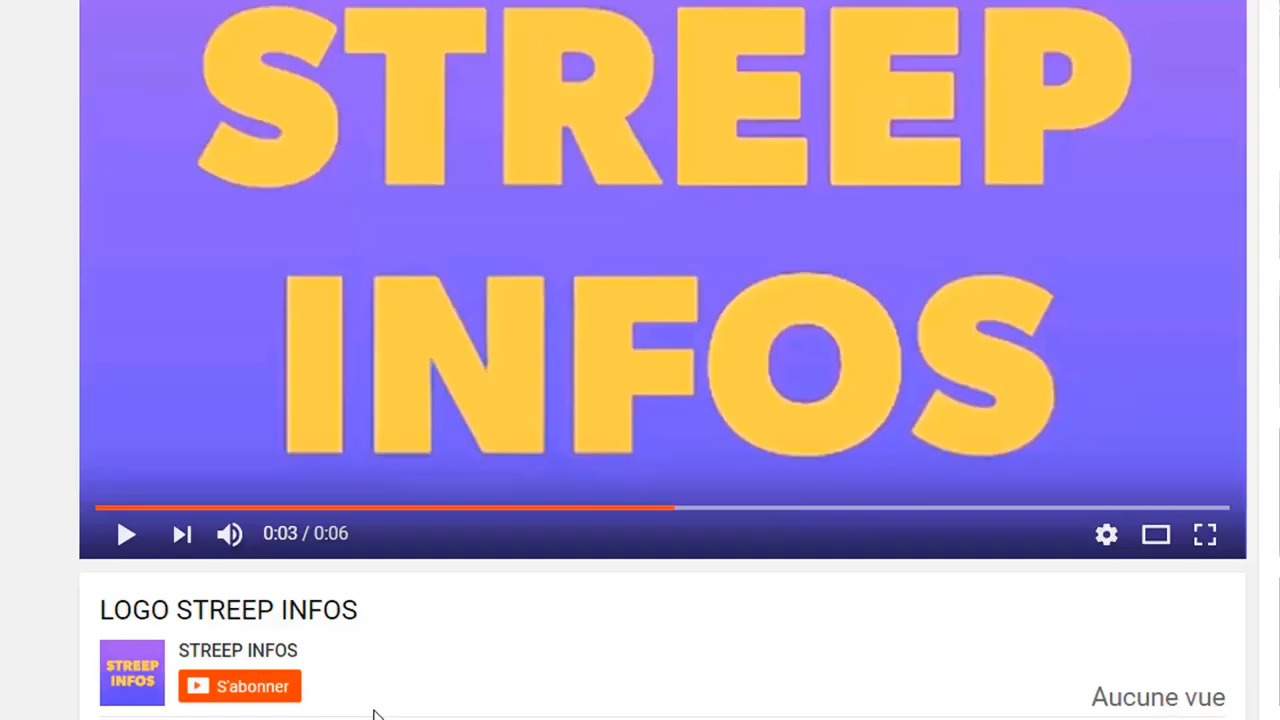 STREEP
INFOS
0:03 / 0:06
LOGO STREEP INFOS
STREEP INFOS
STREEP
INFOS
S'abonner
Aucune vue